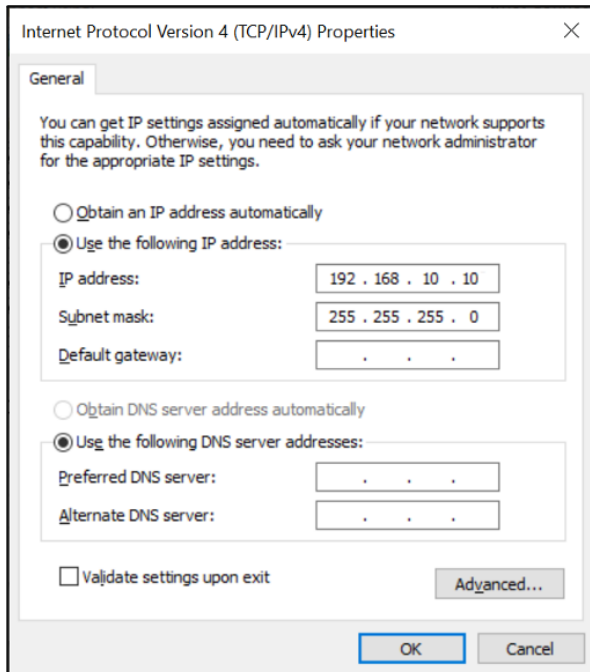 Internet Protocol Version 4 (TCP/IPv4) Properties
General
You can get IP settings assigned automatically if your network supports
this capability. Otherwise, you need to ask your network administrator
for the appropriate IP settings.
Obtain an IP address automatically
Use the following IP address:
IP address: 192 . 168 . 10 . 10
Subnet mask: 255 . 255 . 255 . 0
Default gateway: . . .
Obtain DNS server address automatically
Use the following DNS server addresses:
Preferred DNS server: . . .
Alternate DNS server: . . .
Validate settings upon exit
Advanced...
OK Cancel